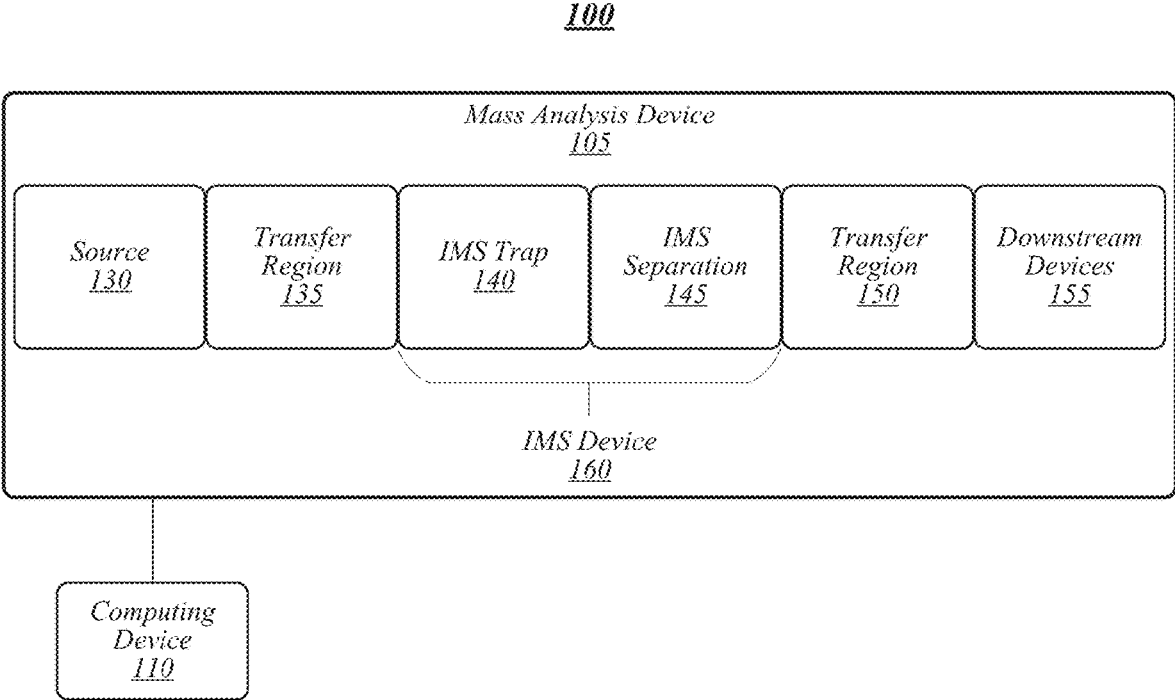 100
Mass Analysis Device
105
Source
130
Transfer
Region
135
IMS Trap
140
IMS
Separation
145
Transfer
Region
150
Downstream
Devices
155
IMS Device
160
Computing
Device
110